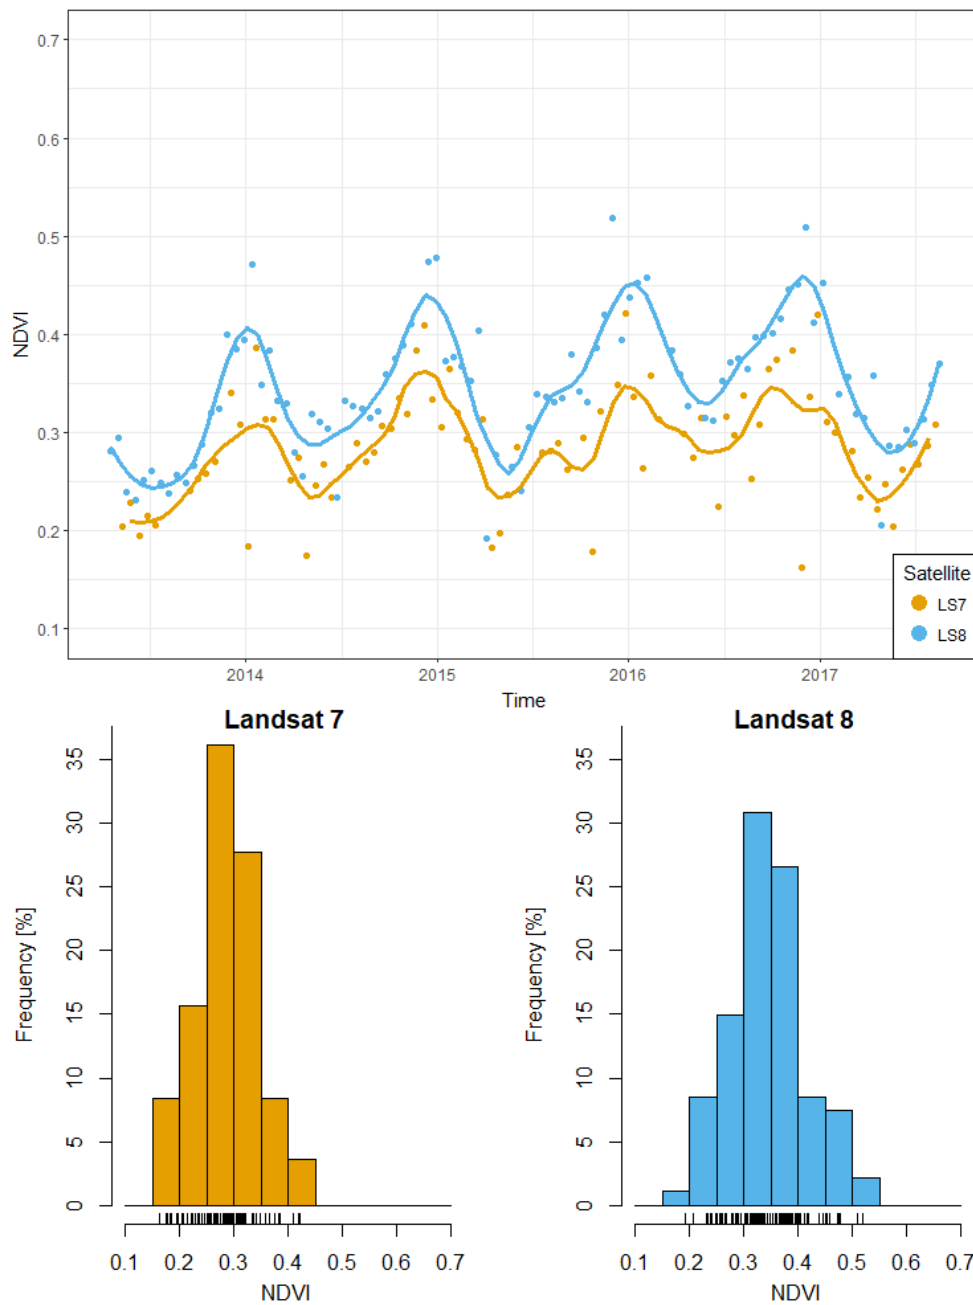 0.7
0.6
0.5
0.4
0.3
0.2
0.1
NDVI
Satellite
LS7
LS8
2014 2015 2016 2017
Time
Landsat 7 Landsat 8
35 35
30 30
25 25
20 20
15 15
10 10
5 5
0 0
Frequency [%] Frequency [%]
0.1 0.2 0.3 0.4 0.5 0.6 0.7 0.1 0.2 0.3 0.4 0.5 0.6 0.7
NDVI NDVI